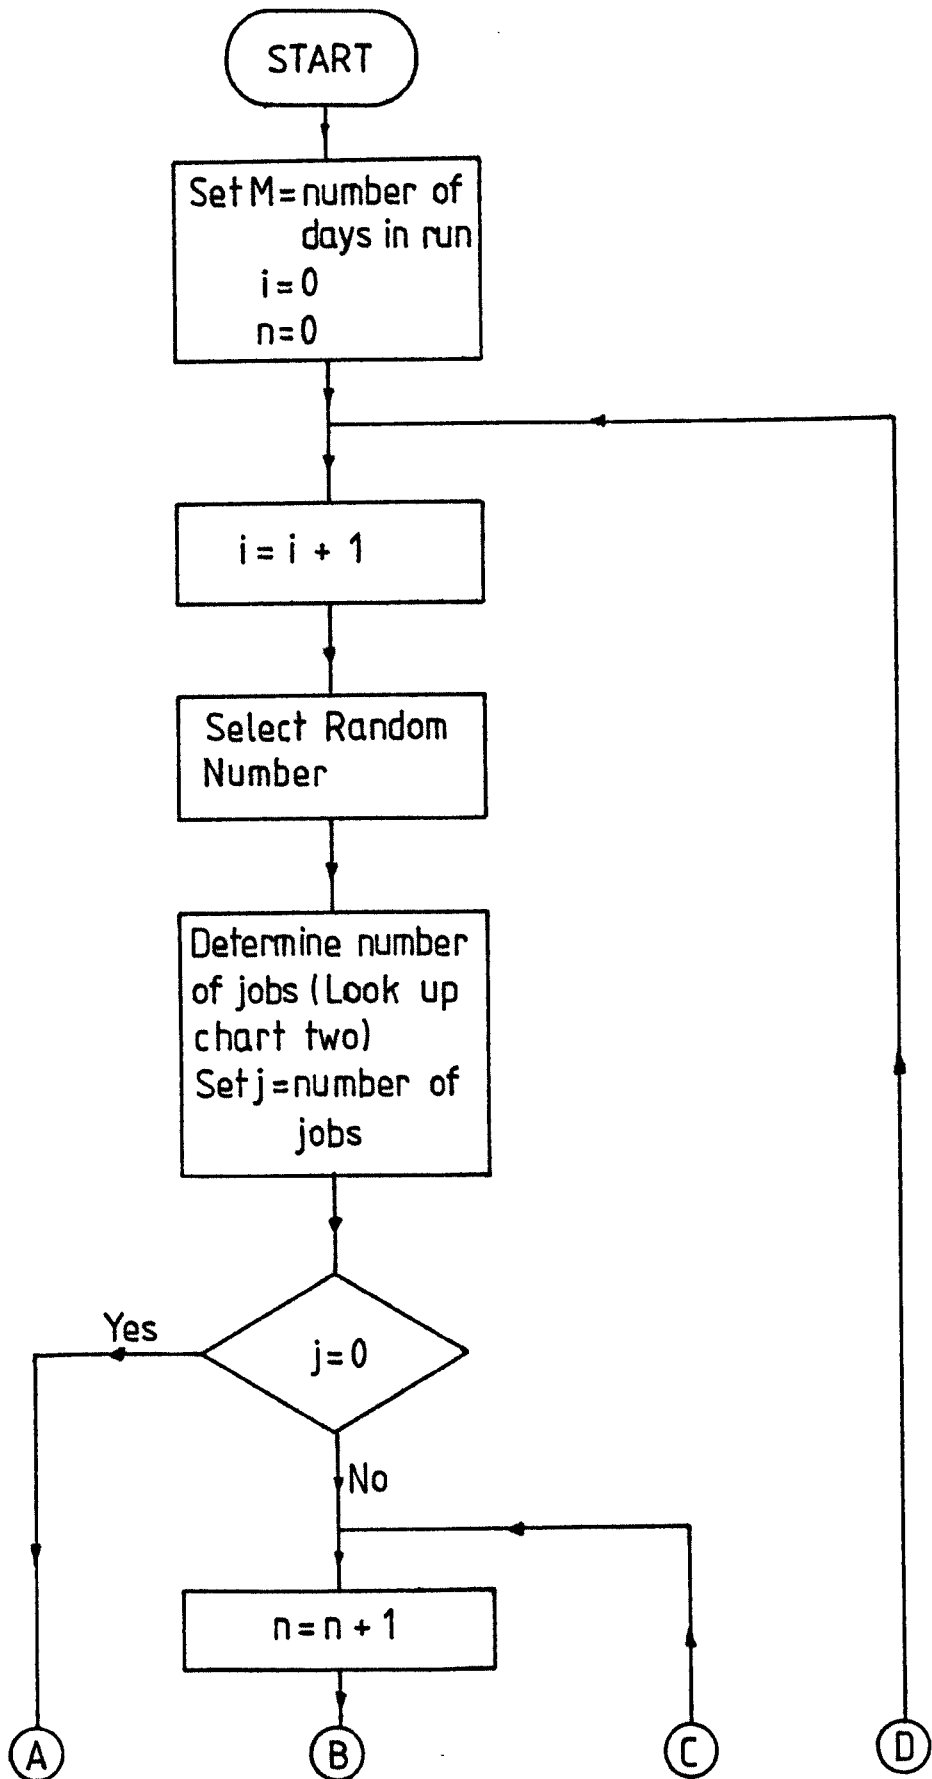 START
Set M = number of
days in run
i = 0
n = 0
i = i + 1
Select Random
Number
Determine number
of jobs (Look up
chart two)
Set j = number of
jobs
Yes
j = 0
No
n = n + 1
A
B
C
D